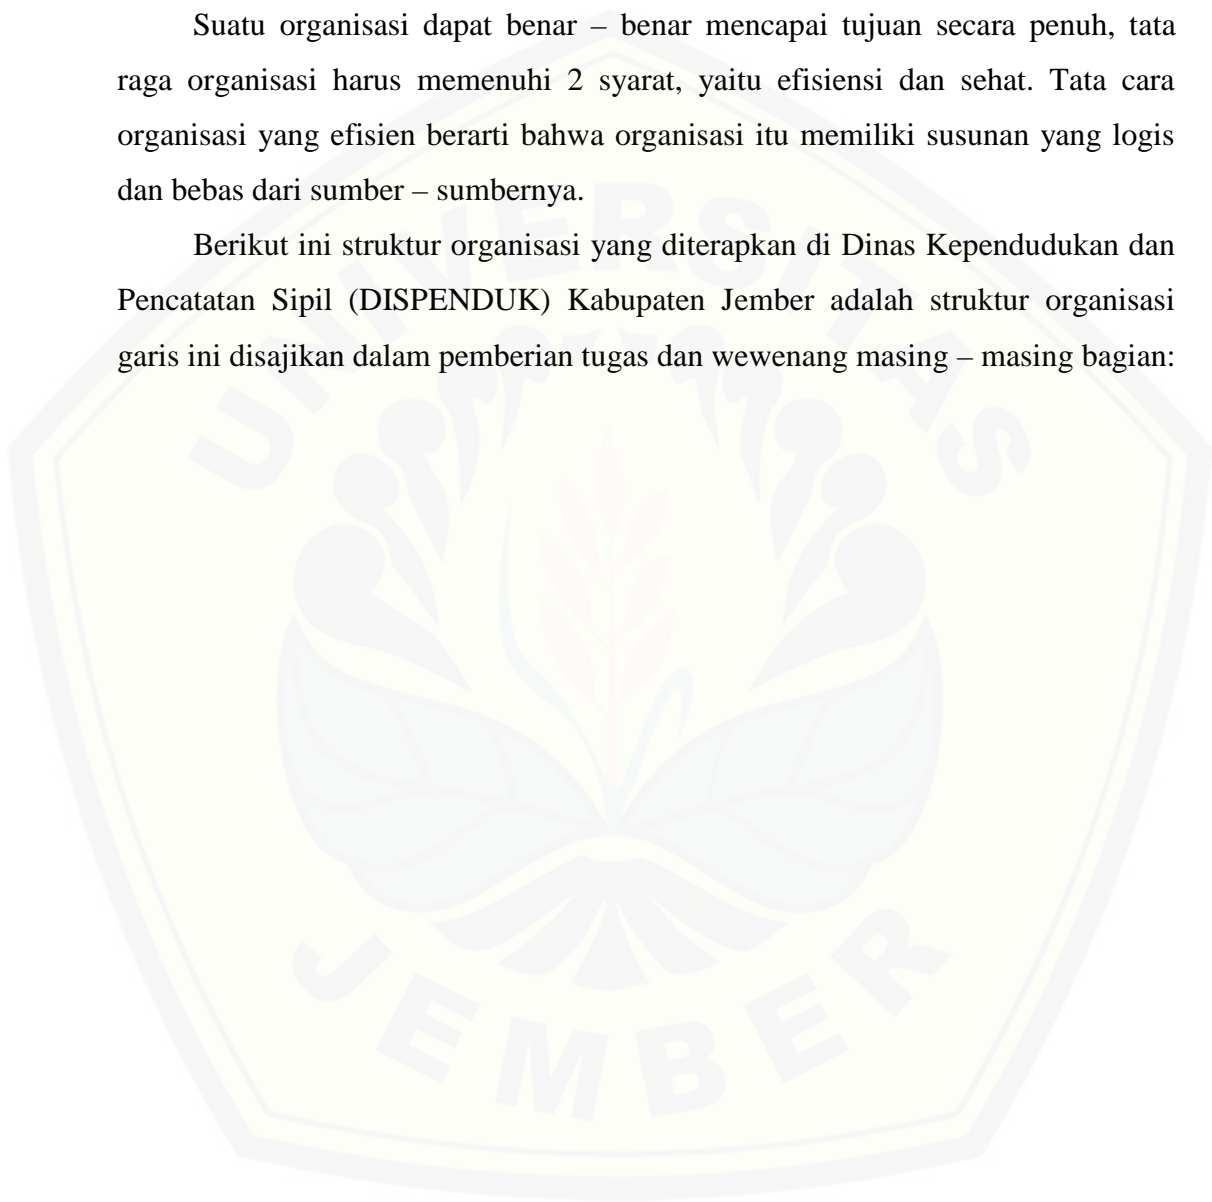 Suatu organisasi dapat benar – benar mencapai tujuan secara penuh, tata
raga organisasi harus memenuhi 2 syarat, yaitu efisiensi dan sehat. Tata cara
organisasi yang efisien berarti bahwa organisasi itu memiliki susunan yang logis
dan bebas dari sumber – sumbernya.
Berikut ini struktur organisasi yang diterapkan di Dinas Kependudukan dan
Pencatatan Sipil (DISPENDUK) Kabupaten Jember adalah struktur organisasi
garis ini disajikan dalam pemberian tugas dan wewenang masing – masing bagian:
UNIVERSITAS
JEMBER